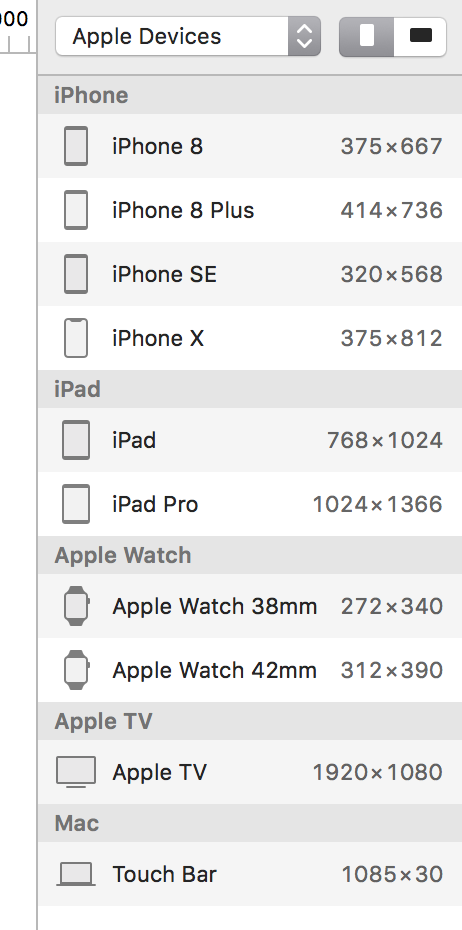 000
Apple Devices
iPhone
iPhone 8 375×667
iPhone 8 Plus 414×736
iPhone SE 320×568
iPhone X 375×812
iPad
iPad 768×1024
iPad Pro 1024×1366
Apple Watch
Apple Watch 38mm 272×340
Apple Watch 42mm 312×390
Apple TV
Apple TV 1920×1080
Mac
Touch Bar 1085×30